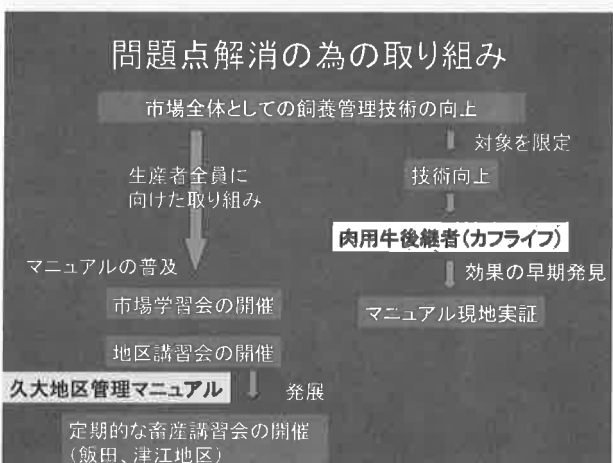 問題点解消の為の取り組み
市場全体としての飼養管理技術の向上
対象を限定
生産者全員に
向けた取り組み
技術向上
肉用牛後継者(カフライフ)
マニュアルの普及
効果の早期発見
市場学習会の開催
マニュアル現地実証
地区講習会の開催
久大地区管理マニュアル
発展
定期的な畜産講習会の開催
(飯田、津江地区)